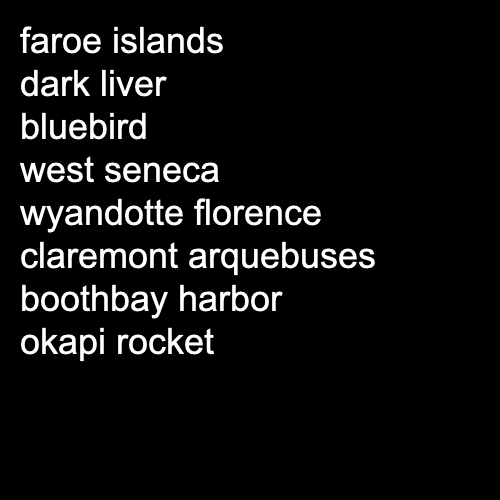 faroe islands
dark liver
bluebird
west seneca
wyandotte florence
claremont arquebuses
boothbay harbor
okapi rocket